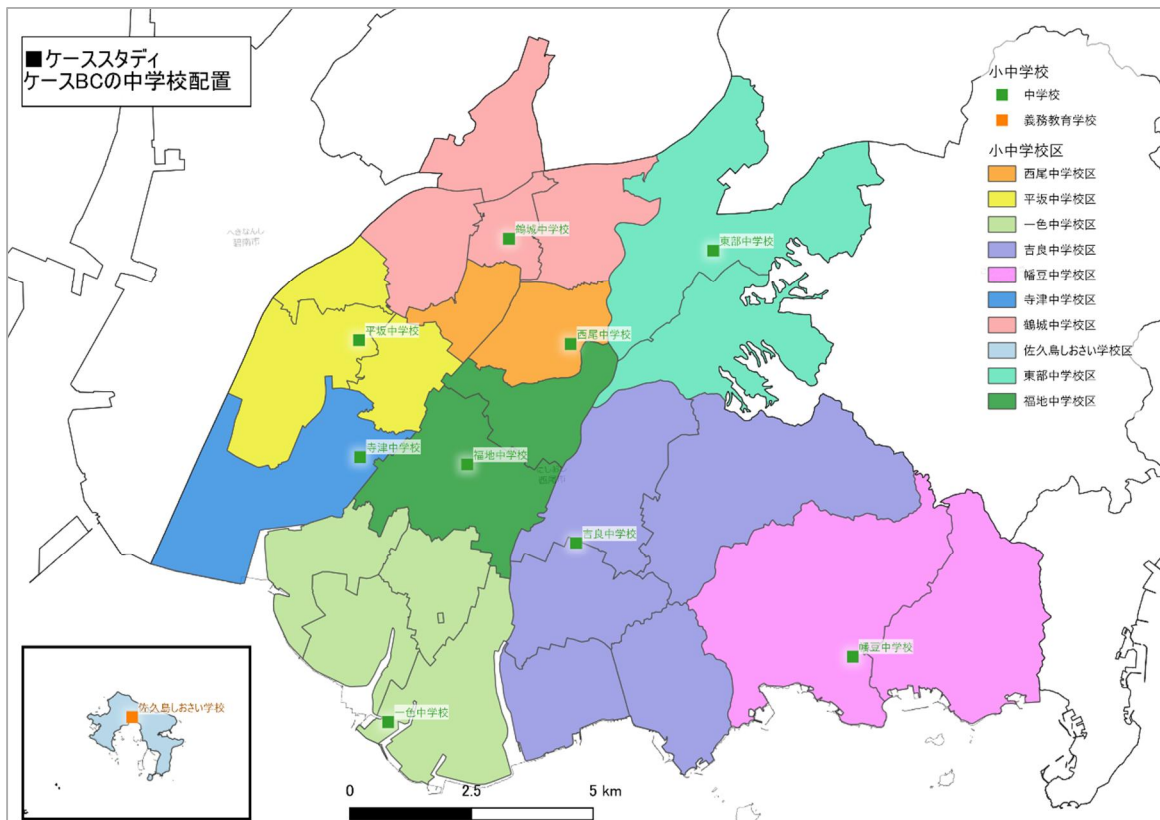 ■ケーススタディ
ケースBCの中学校配置
小中学校
中学校
義務教育学校
小中学校区
西尾中学校区
平坂中学校区
一色中学校区
吉良中学校区
幡豆中学校区
寺津中学校区
鶴城中学校区
佐久島しおさい学校区
東部中学校区
福地中学校区
へきなんし
碧南市
鶴城中学校
東部中学校
平坂中学校
西尾中学校
寺津中学校
福地中学校
吉良中学校
幡豆中学校
一色中学校
佐久島しおさい学校
0 2.5 5 km